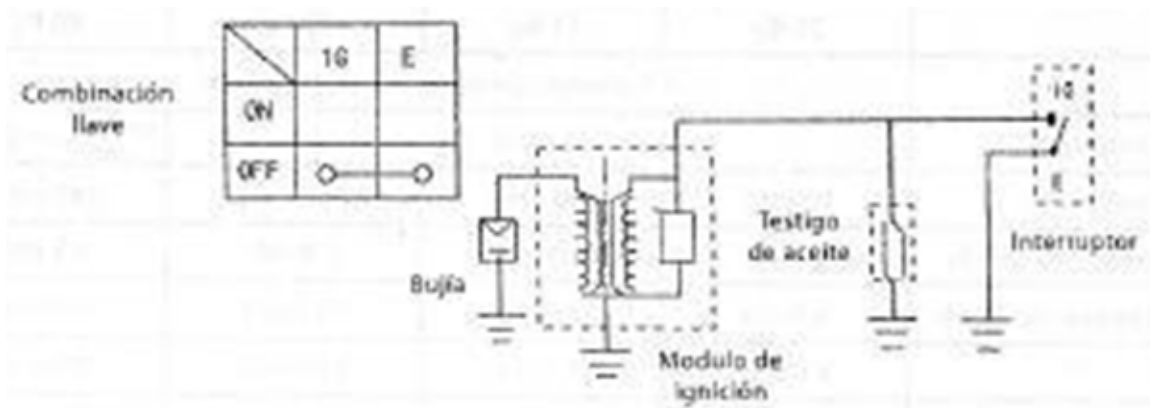 Combinación
llave
IG E
ON
OFF
Bujía
Modulo de
ignición
Testigo
de aceite
IG
E
Interruptor